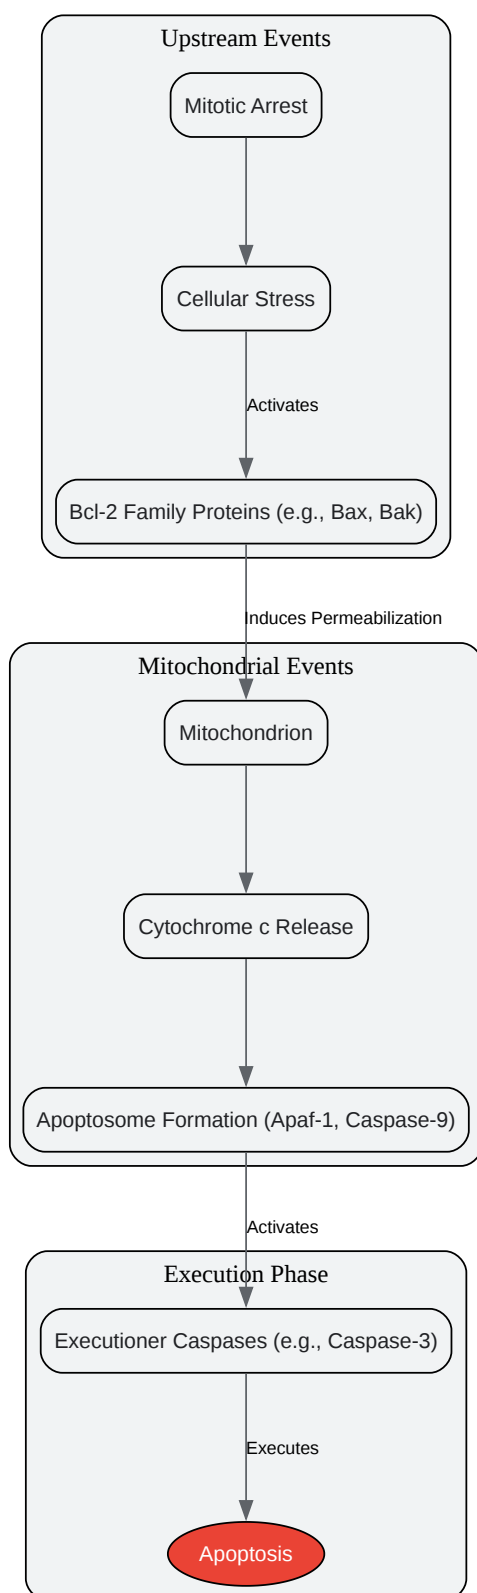 Upstream Events
Mitotic Arrest
Cellular Stress
Activates
Bcl-2 Family Proteins (e.g., Bax, Bak)
Induces Permeabilization
Mitochondrial Events
Mitochondrion
Cytochrome c Release
Apoptosome Formation (Apaf-1, Caspase-9)
Activates
Execution Phase
Executioner Caspases (e.g., Caspase-3)
Executes
Apoptosis